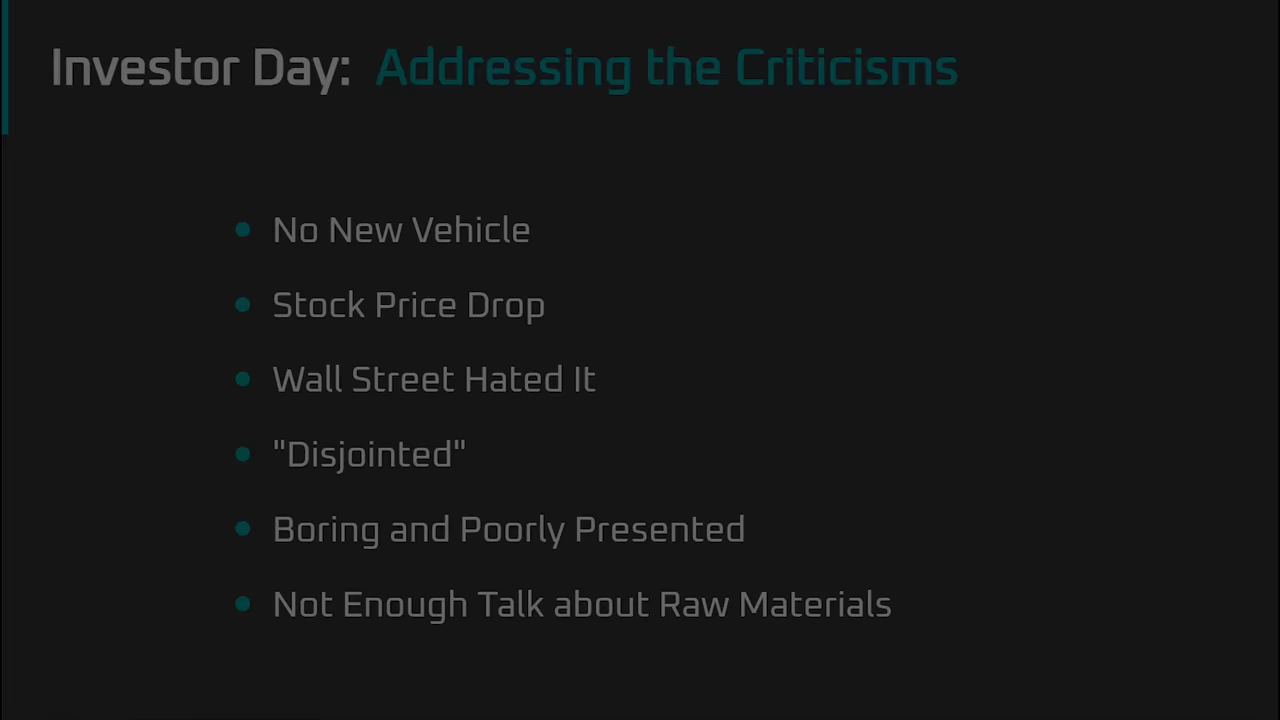 Investor Day: Addressing the Criticisms
No New Vehicle
Stock Price Drop
Wall Street Hated It
"Disjointed"
Boring and Poorly Presented
Not Enough Talk about Raw Materials